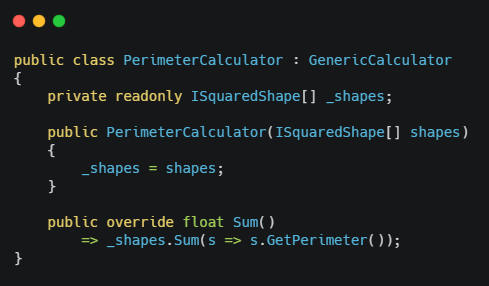 public class PerimeterCalculator : GenericCalculator
{
    private readonly ISquaredShape[] _shapes;

    public PerimeterCalculator(ISquaredShape[] shapes)
    {
        _shapes = shapes;
    }

    public override float Sum()
        => _shapes.Sum(s => s.GetPerimeter());
}